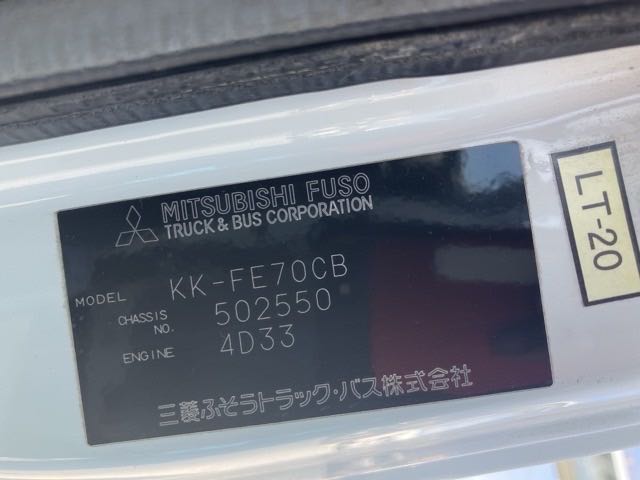 MITSUBISHI FUSO
TRUCK & BUS CORPORATION
MODEL KK-FE70CB
CHASSIS NO. 502550
ENGINE 4D33
三菱ふそうトラック・バス株式会社
LT-20